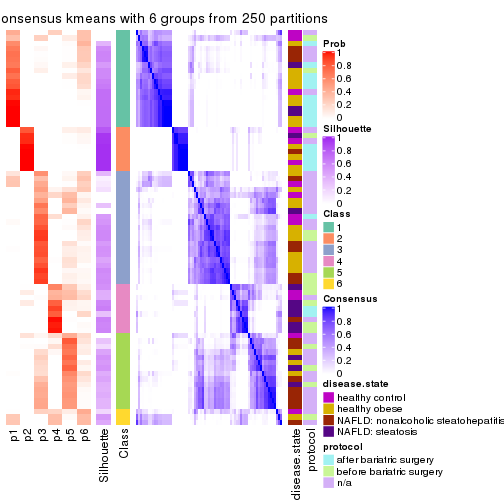 onsensus kmeans with 6 groups from 250 partitions
Prob
0.8
0.6
0.4
0.2
0
Silhouette
1
0.8
0.6
0.4
0.2
0
Class
1
2
3
4
5
6
Consensus
1
0.8
0.6
0.4
0.2
0
disease.state
healthy control
healthy obese
NAFLD: nonalcoholic steatohepatitis
NAFLD: steatosis
protocol
after bariatric surgery
before bariatric surgery
n/a
p1
p2
p3
p4
p5
p6
Silhouette
Class
disease.state
protocol